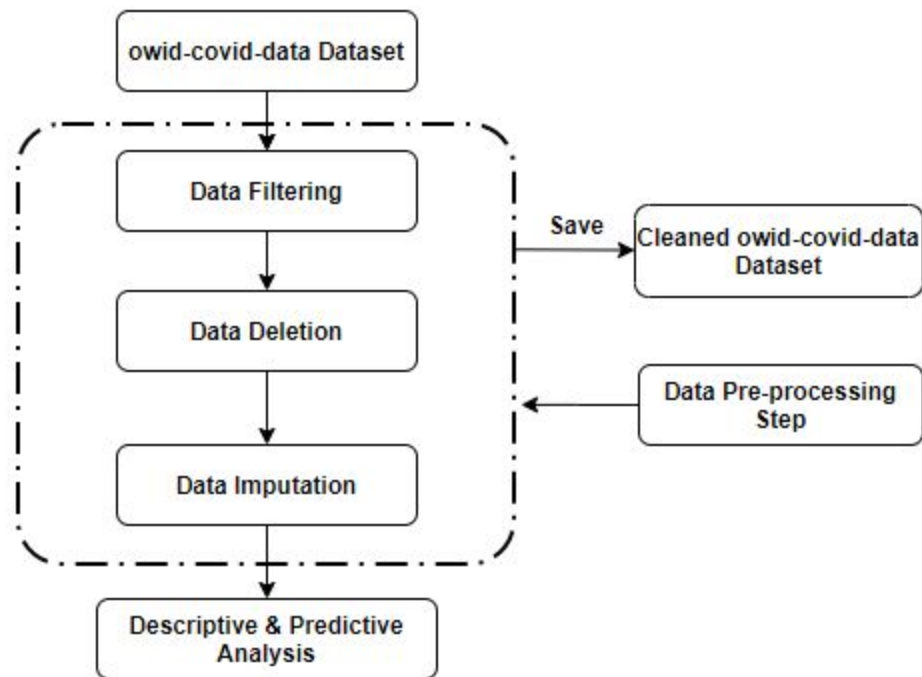 owid-covid-data Dataset
Data Filtering
Save
Cleaned owid-covid-data
Dataset
Data Deletion
Data Pre-processing
Step
Data Imputation
Descriptive & Predictive
Analysis